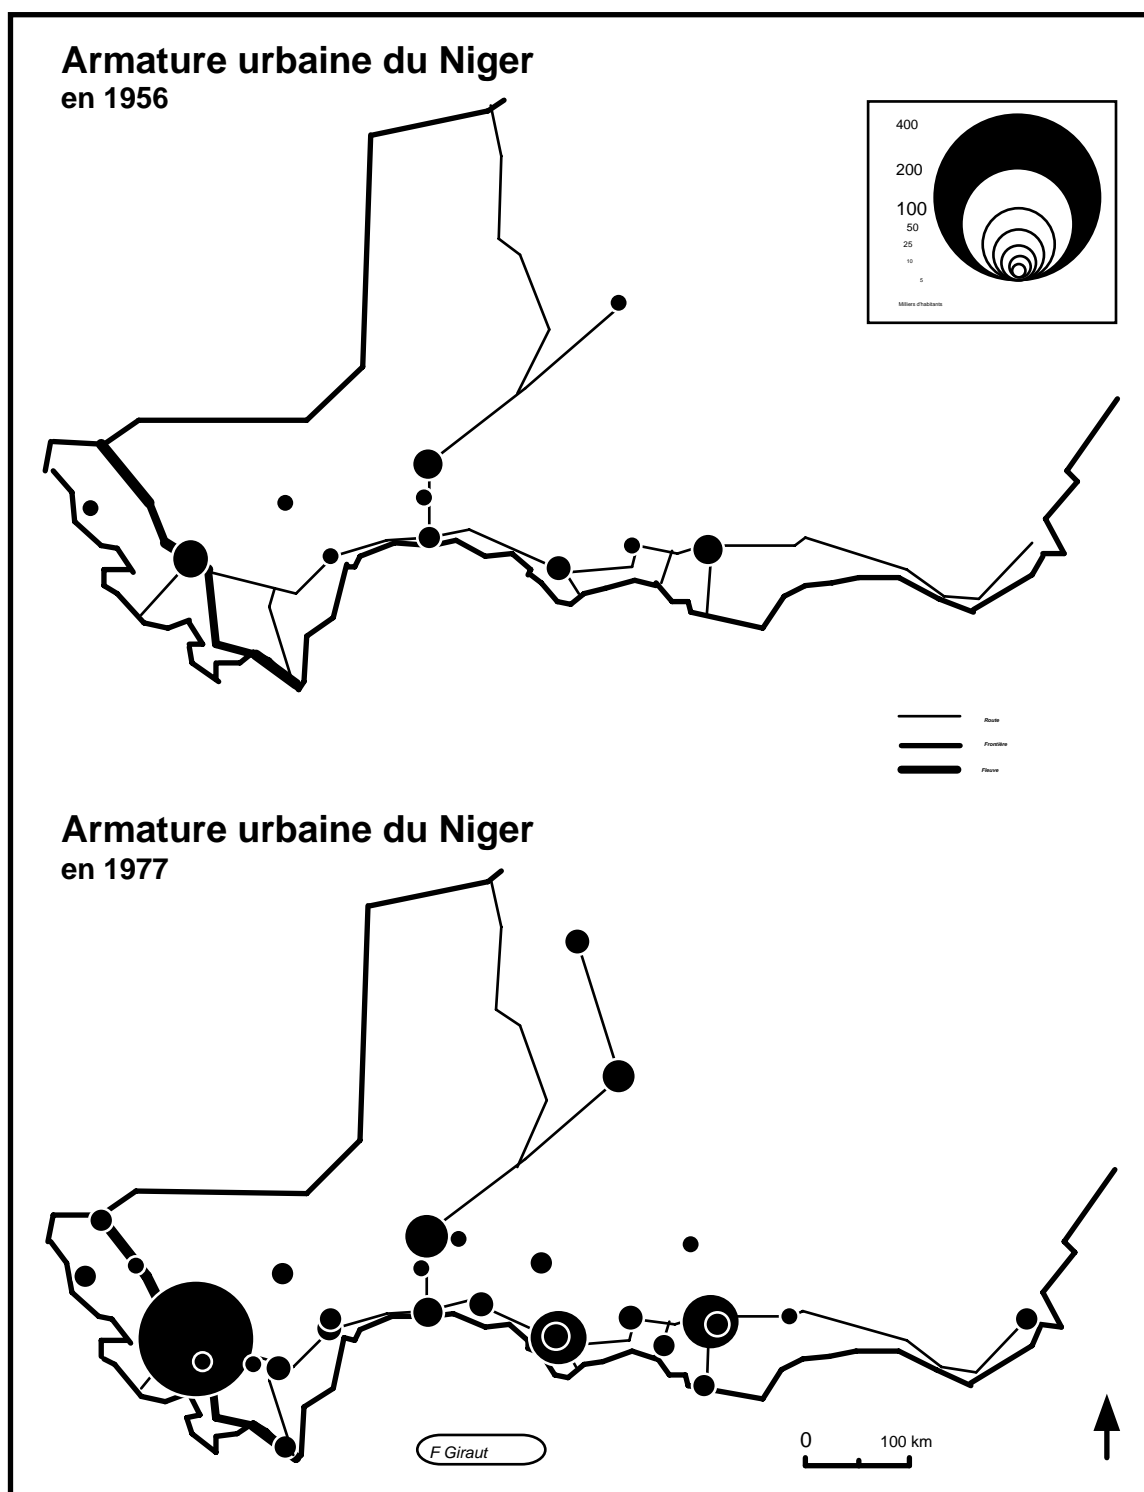 Armature urbaine du Niger
en 1956
400
200
100
50
25
10
5
Milliers d'habitants
Route
Frontière
Fleuve
Armature urbaine du Niger
en 1977
F Giraut
0 100 km